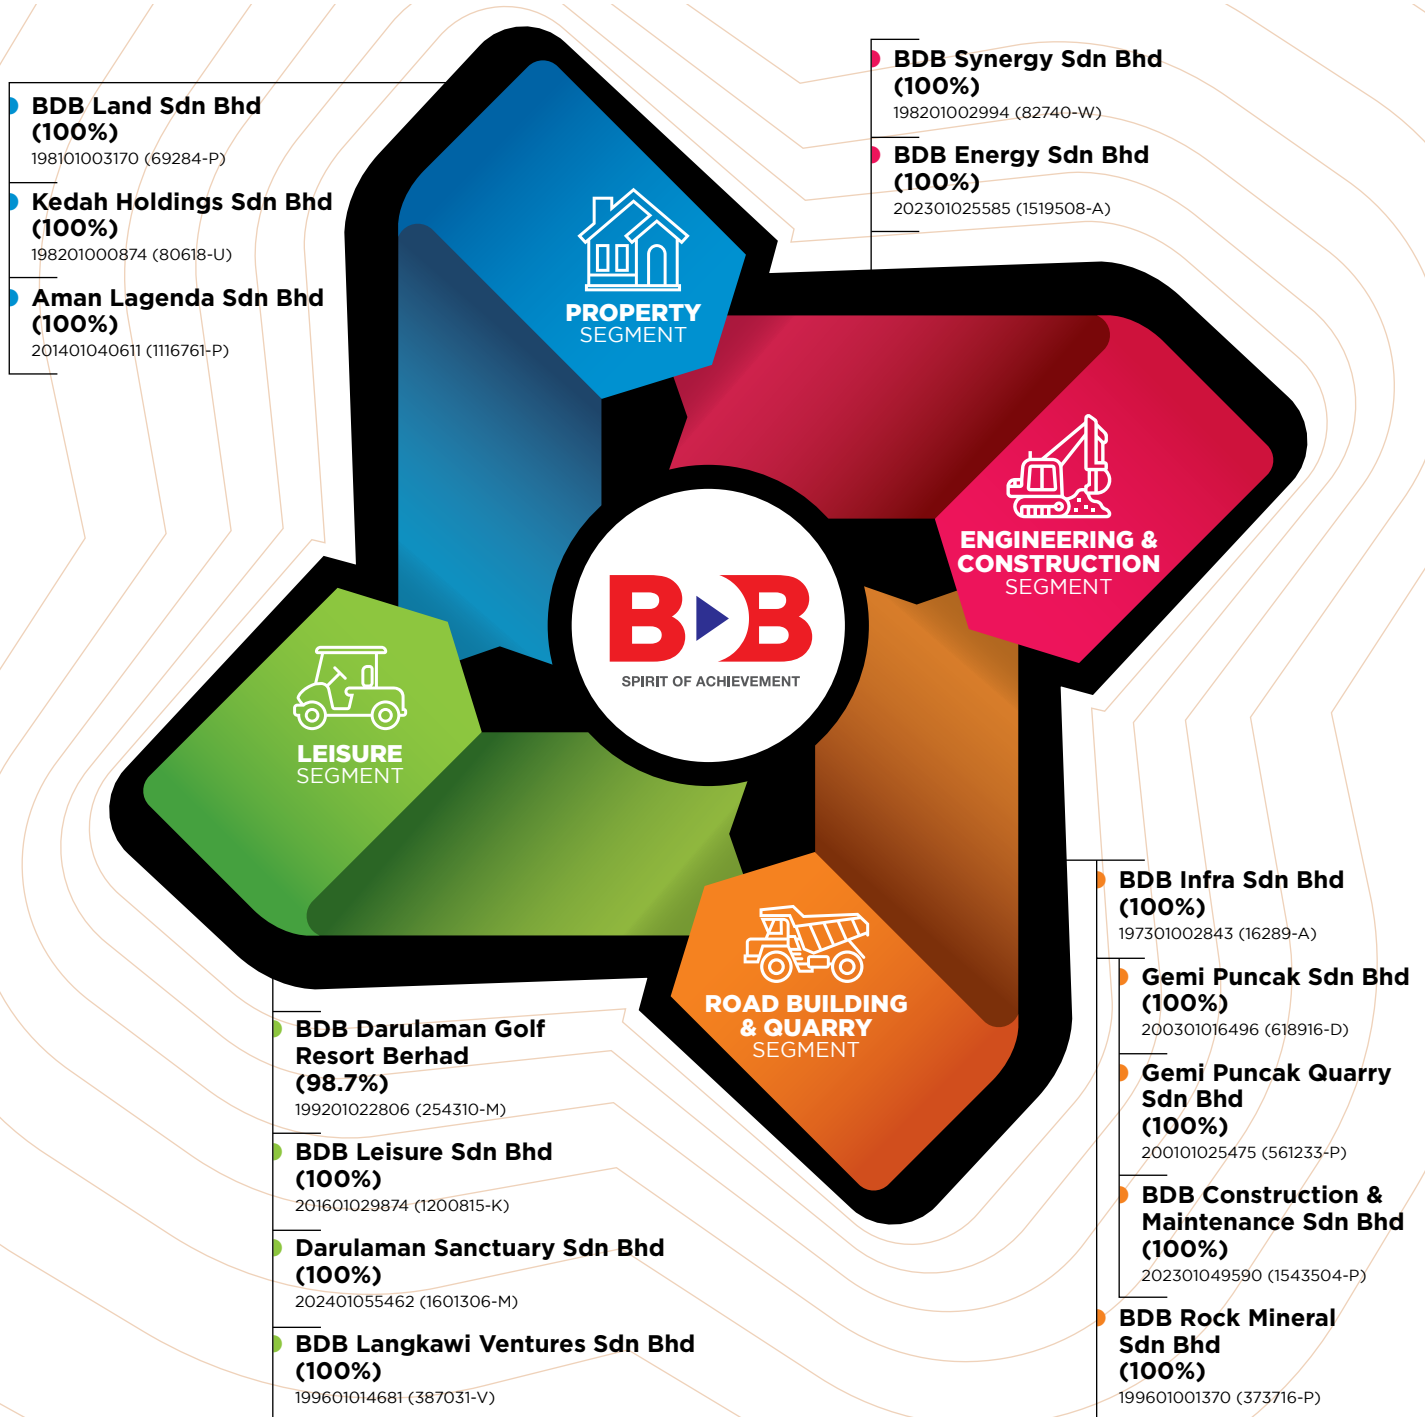 BDB Land Sdn Bhd
(100%)
198101003170 (69284-P)
Kedah Holdings Sdn Bhd
(100%)
198201000874 (80618-U)
Aman Lagenda Sdn Bhd
(100%)
201401040611 (1116761-P)
BDB Synergy Sdn Bhd
(100%)
198201002994 (82740-W)
BDB Energy Sdn Bhd
(100%)
202301025585 (1519508-A)
PROPERTY
SEGMENT
ENGINEERING &
CONSTRUCTION
SEGMENT
BDB
SPIRIT OF ACHIEVEMENT
LEISURE
SEGMENT
ROAD BUILDING
& QUARRY
SEGMENT
BDB Darulaman Golf
Resort Berhad
(98.7%)
199201022806 (254310-M)
BDB Leisure Sdn Bhd
(100%)
201601029874 (1200815-K)
Darulaman Sanctuary Sdn Bhd
(100%)
202401055462 (1601306-M)
BDB Langkawi Ventures Sdn Bhd
(100%)
199601014681 (387031-V)
BDB Infra Sdn Bhd
(100%)
197301002843 (16289-A)
Gemi Puncak Sdn Bhd
(100%)
200301016496 (618916-D)
Gemi Puncak Quarry
Sdn Bhd
(100%)
200101025475 (561233-P)
BDB Construction &
Maintenance Sdn Bhd
(100%)
202301049590 (1543504-P)
BDB Rock Mineral
Sdn Bhd
(100%)
199601001370 (373716-P)